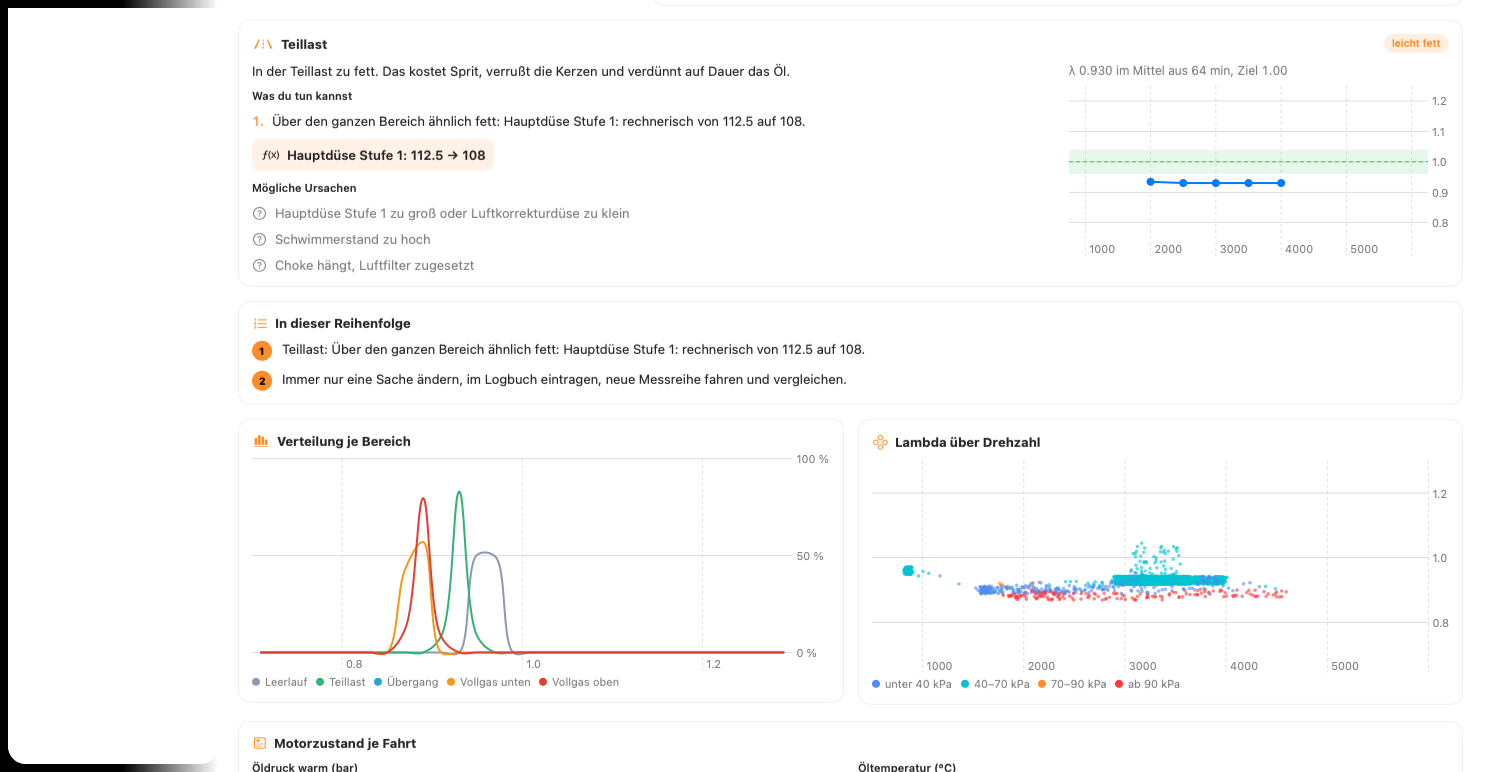 Teillast
leicht fett
In der Teillast zu fett. Das kostet Sprit, verrußt die Kerzen und verdünnt auf Dauer das Öl.
λ 0.930 im Mittel aus 64 min, Ziel 1.00
Was du tun kannst
1. Über den ganzen Bereich ähnlich fett: Hauptdüse Stufe 1: rechnerisch von 112.5 auf 108.
f(x) Hauptdüse Stufe 1: 112.5 → 108
Mögliche Ursachen
? Hauptdüse Stufe 1 zu groß oder Luftkorrekturdüse zu klein
? Schwimmerstand zu hoch
? Choke hängt, Luftfilter zugesetzt
1.2
1.1
1.0
0.9
0.8
1000 2000 3000 4000 5000
In dieser Reihenfolge
1 Teillast: Über den ganzen Bereich ähnlich fett: Hauptdüse Stufe 1: rechnerisch von 112.5 auf 108.
2 Immer nur eine Sache ändern, im Logbuch eintragen, neue Messreihe fahren und vergleichen.
Verteilung je Bereich
100 %
50 %
0 %
0.8 1.0 1.2
Leerlauf Teillast Übergang Vollgas unten Vollgas oben
Lambda über Drehzahl
1.2
1.0
0.8
1000 2000 3000 4000 5000
unter 40 kPa 40–70 kPa 70–90 kPa ab 90 kPa
Motorzustand je Fahrt
Öldruck warm (bar)
Öltemperatur (°C)